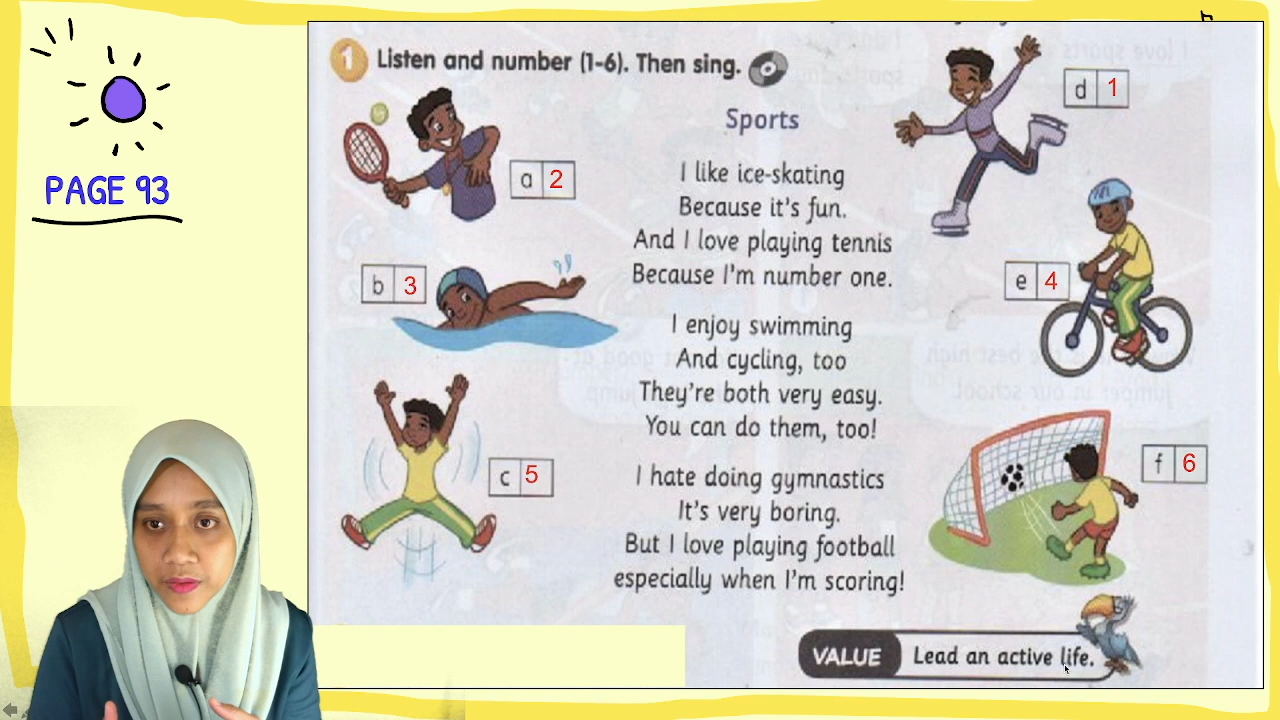 PAGE 93
1 Listen and number (1-6). Then sing.
Sports
I like ice-skating
Because it's fun.
And I love playing tennis
Because I'm number one.
I enjoy swimming
And cycling, too
They're both very easy.
You can do them, too!
I hate doing gymnastics
It's very boring.
But I love playing football
especially when I'm scoring!
a 2
b 3
c 5
d 1
e 4
f 6
VALUE Lead an active life.